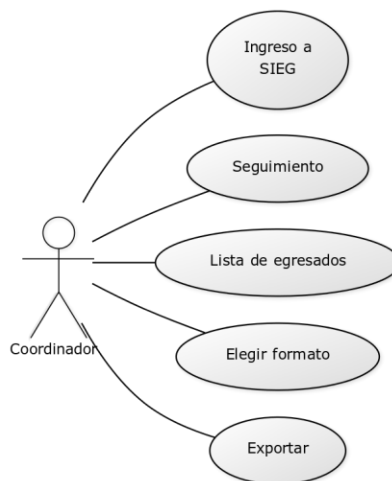 Ingreso a
SIEG
Seguimiento
Lista de egresados
Elegir formato
Coordinador
Exportar